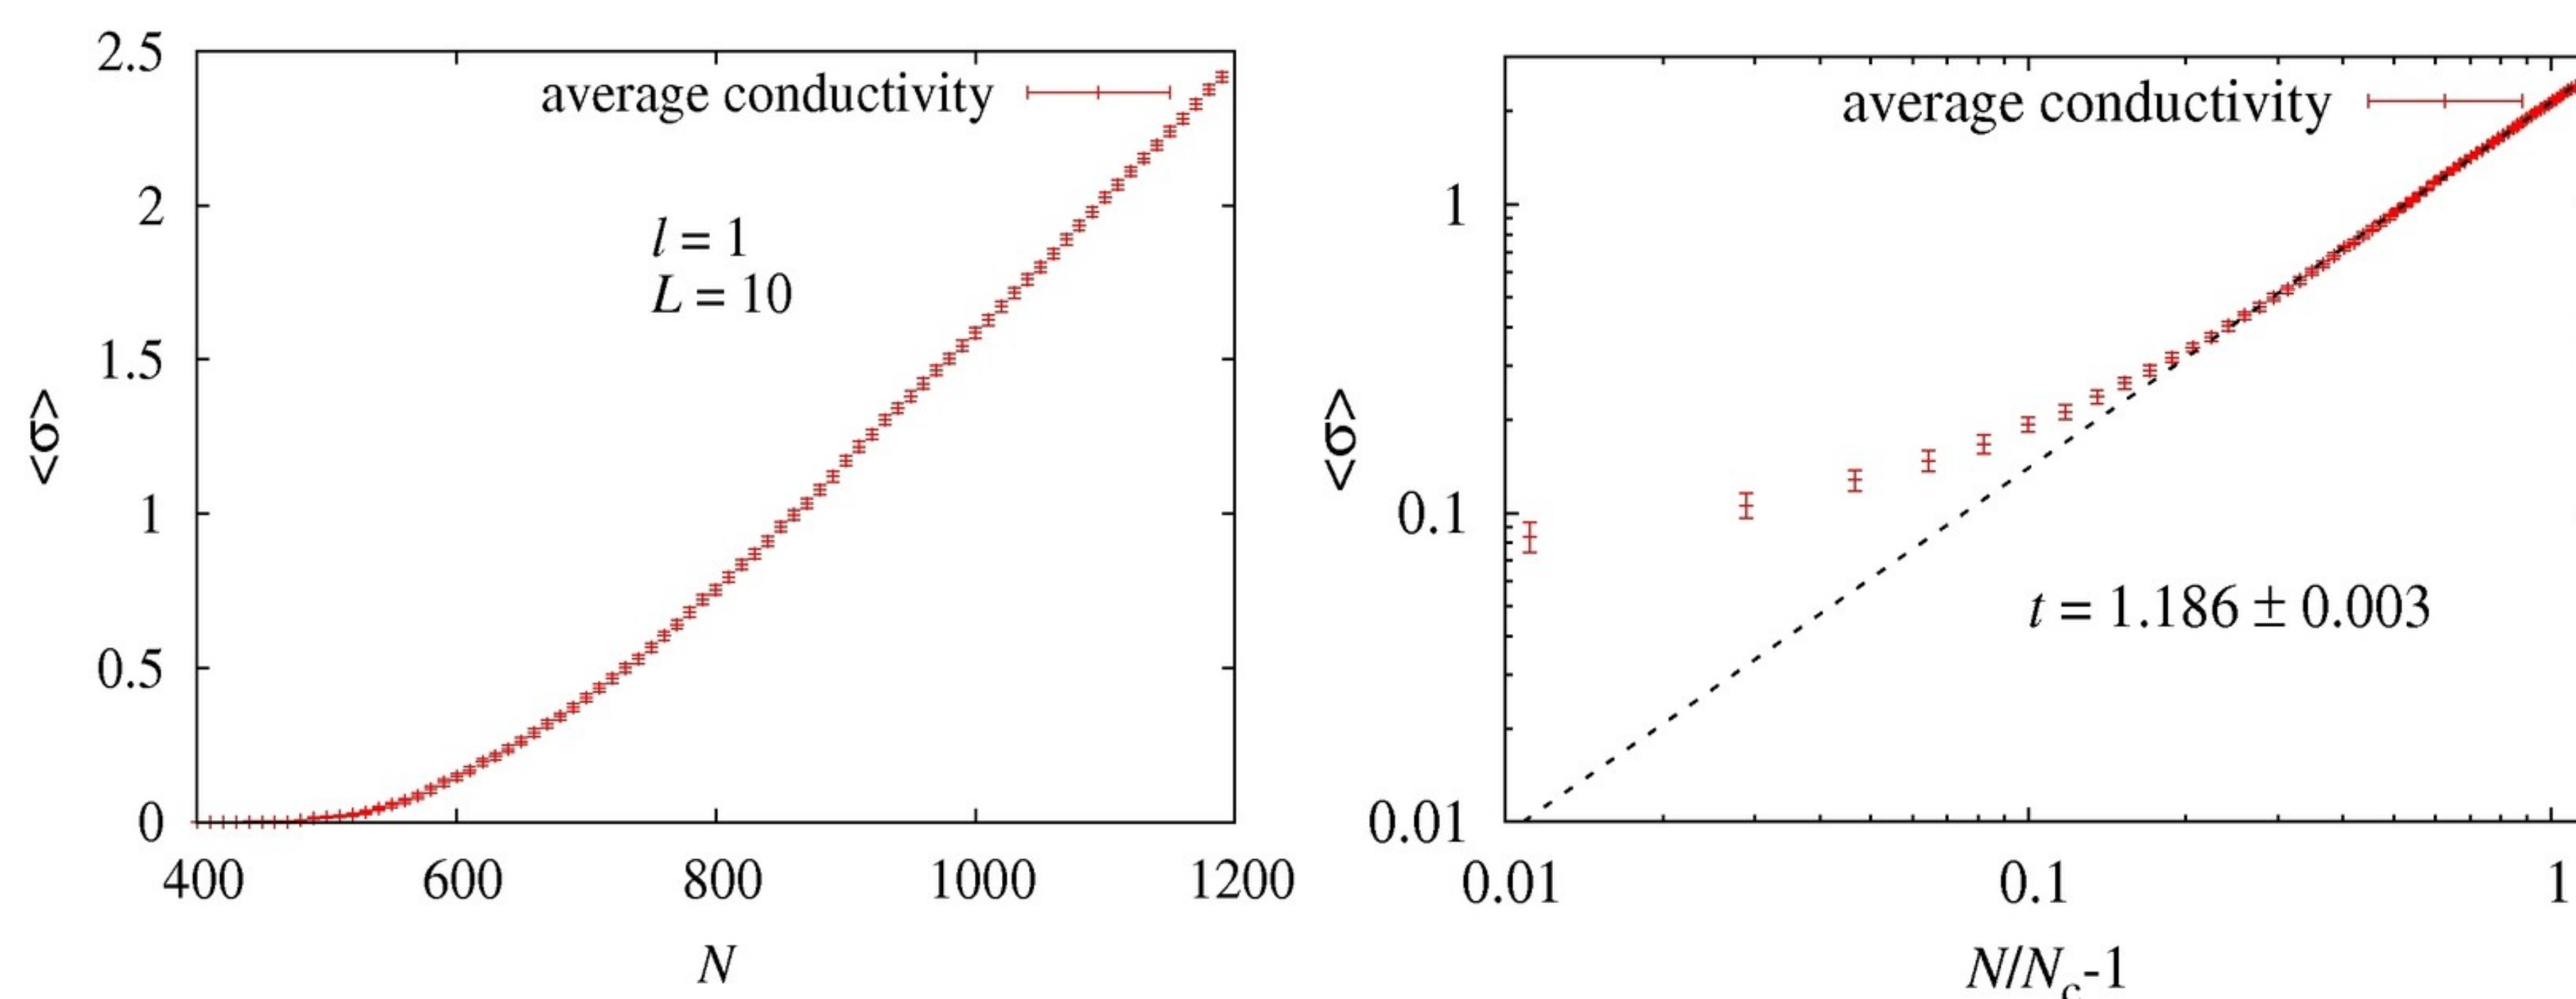 2.5
average conductivity
2
l = 1
L = 10
1.5
<σ>
1
0.5
0
400 600 800 1000 1200
N
average conductivity
1
<σ>
0.1
t = 1.186 ± 0.003
0.01
0.01 0.1 1
N/Nc-1